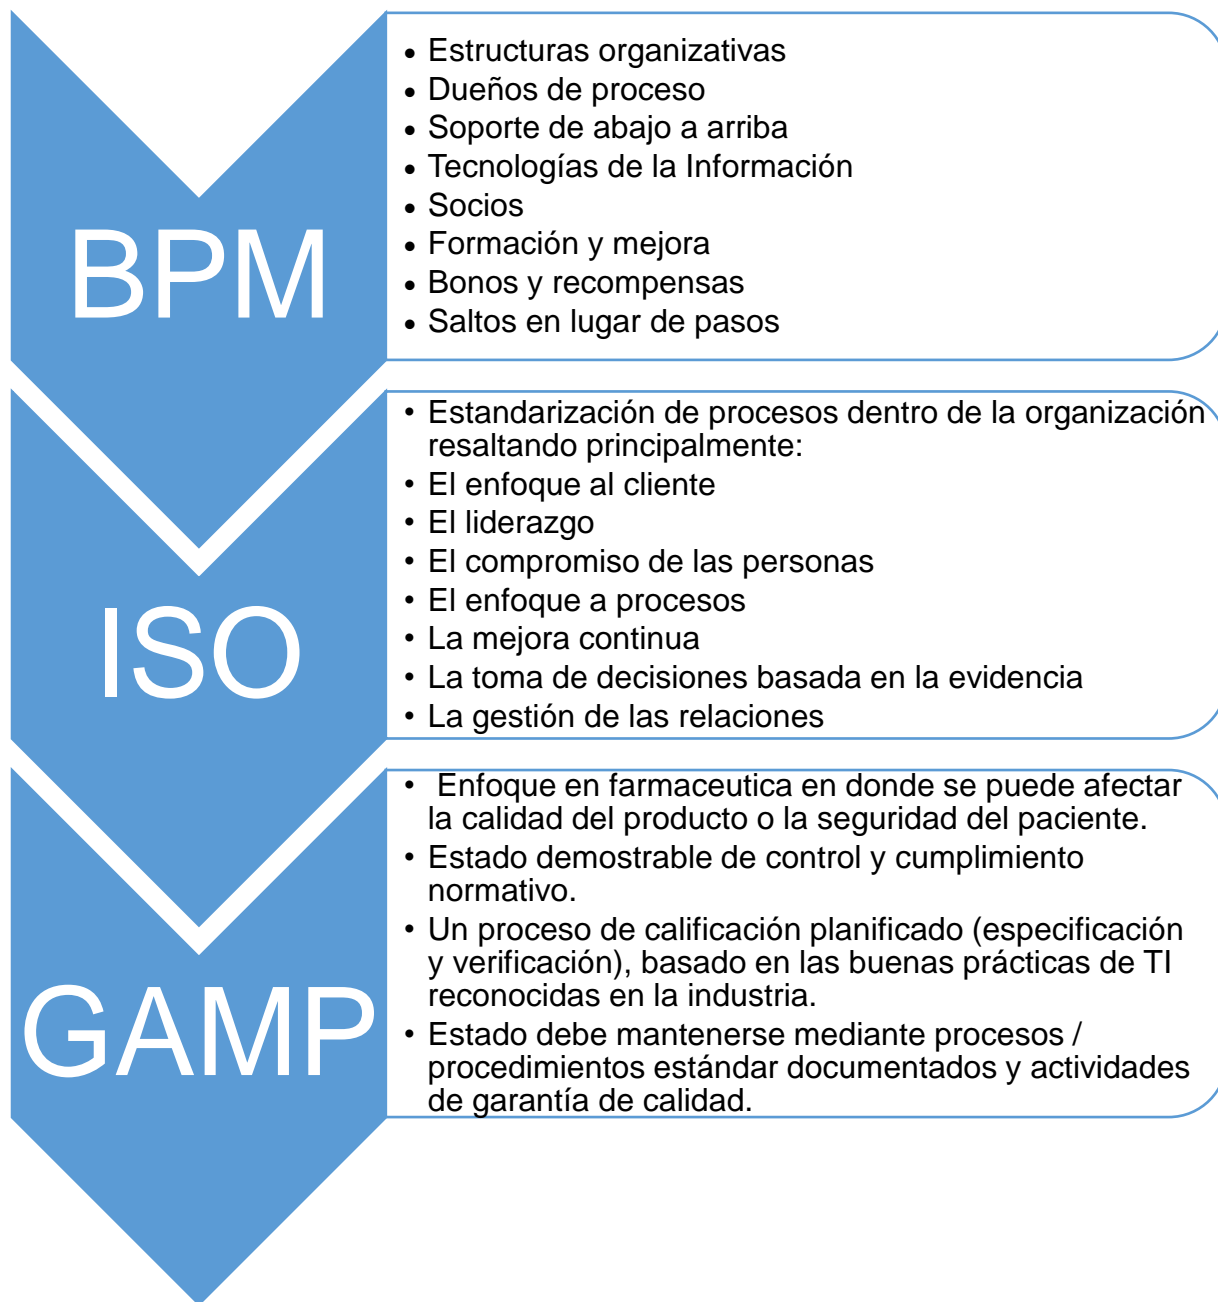 BPM
• Estructuras organizativas
• Dueños de proceso
• Soporte de abajo a arriba
• Tecnologías de la Información
• Socios
• Formación y mejora
• Bonos y recompensas
• Saltos en lugar de pasos
ISO
• Estandarización de procesos dentro de la organización
resaltando principalmente:
• El enfoque al cliente
• El liderazgo
• El compromiso de las personas
• El enfoque a procesos
• La mejora continua
• La toma de decisiones basada en la evidencia
• La gestión de las relaciones
GAMP
• Enfoque en farmaceutica en donde se puede afectar
la calidad del producto o la seguridad del paciente.
• Estado demostrable de control y cumplimiento
normativo.
• Un proceso de calificación planificado (especificación
y verificación), basado en las buenas prácticas de TI
reconocidas en la industria.
• Estado debe mantenerse mediante procesos /
procedimientos estándar documentados y actividades
de garantía de calidad.